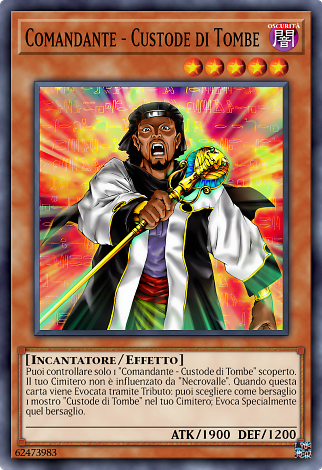 Comandante - Custode di Tombe
OSCURITÀ
闇
[Incantatore/Effetto]
Puoi controllare solo 1 "Comandante - Custode di Tombe" scoperto.
Il tuo Cimitero non è influenzato da "Necrovalle". Quando questa
carta viene Evocata tramite Tributo: puoi scegliere come bersaglio
1 mostro "Custode di Tombe" nel tuo Cimitero; Evoca Specialmente
quel bersaglio.
ATK/1900 DEF/1200
62473983